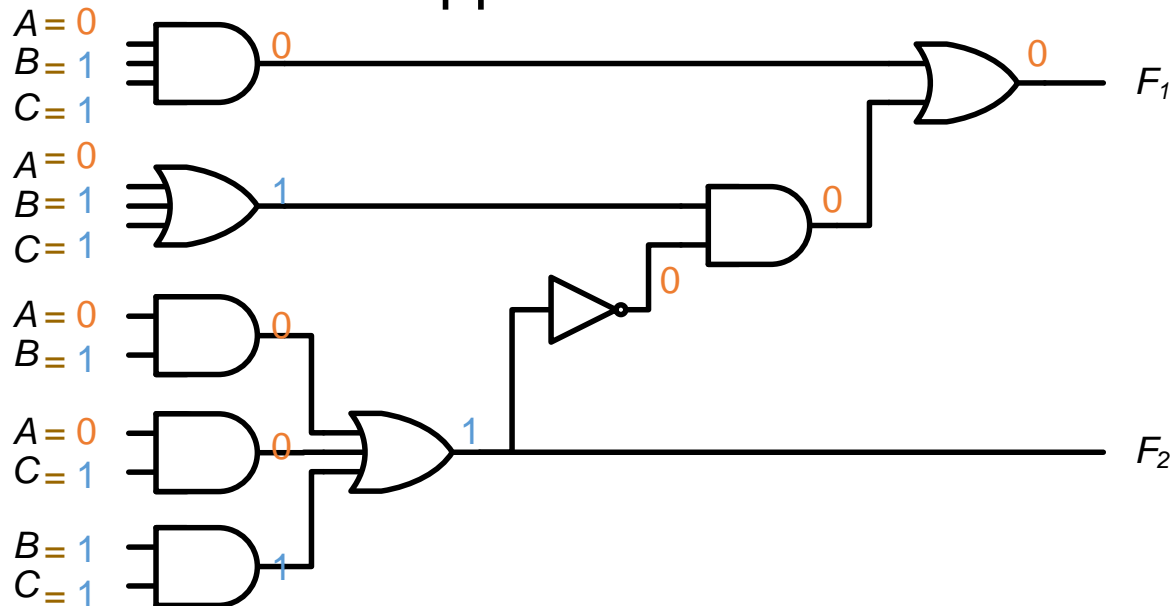 pp
A = 0
0
0
B = 1
F1
C = 1
A = 0
B = 1
1
0
C = 1
0
A = 0
0
B = 1
A = 0
0
1
C = 1
F2
B = 1
1
C = 1